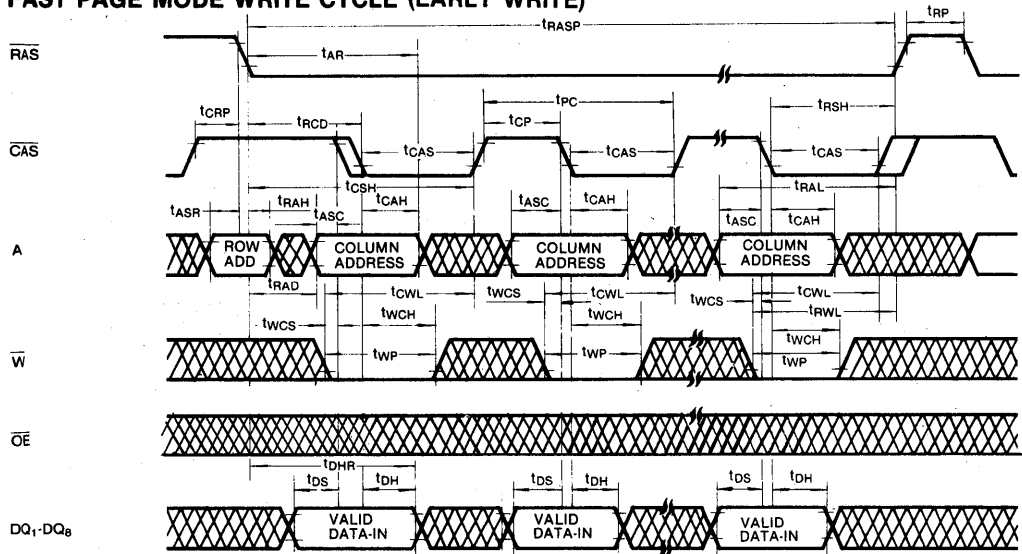 FAST PAGE MODE WRITE CYCLE (EARLY WRITE)
tRASP
tRP
RAS
tAR
tPC
tCRP
tRCD
tCP
tRSH
CAS
tCAS
tCAS
tCAS
tCSH
tRAL
tASR
tRAH
tASC
tCAH
tASC
tCAH
tASC
tCAH
A
ROW
ADD
COLUMN
ADDRESS
COLUMN
ADDRESS
COLUMN
ADDRESS
tRAD
tCWL
tWCS
tCWL
tWCS
tCWL
tRWL
tWCS
tWCH
tWCH
tWCH
W
tWP
tWP
tWP
OE
tDHR
tDS
tDH
tDS
tDH
tDS
tDH
DQ1-DQ8
VALID
DATA-IN
VALID
DATA-IN
VALID
DATA-IN